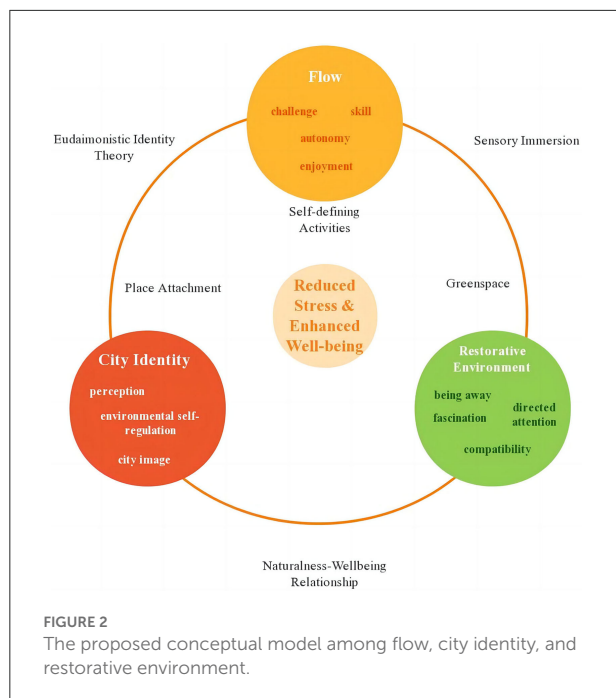 Flow
challenge skill
autonomy
enjoyment
Eudaimonistic Identity
Theory
Sensory Immersion
Self-defining
Activities
Place Attachment
Greenspace
Reduced
Stress &
Enhanced
Well-being
City Identity
perception
environmental self-
regulation
city image
Restorative
Environment
being away
fascination
directed
attention
compatibility
Naturalness-Wellbeing
Relationship
FIGURE 2
The proposed conceptual model among flow, city identity, and
restorative environment.